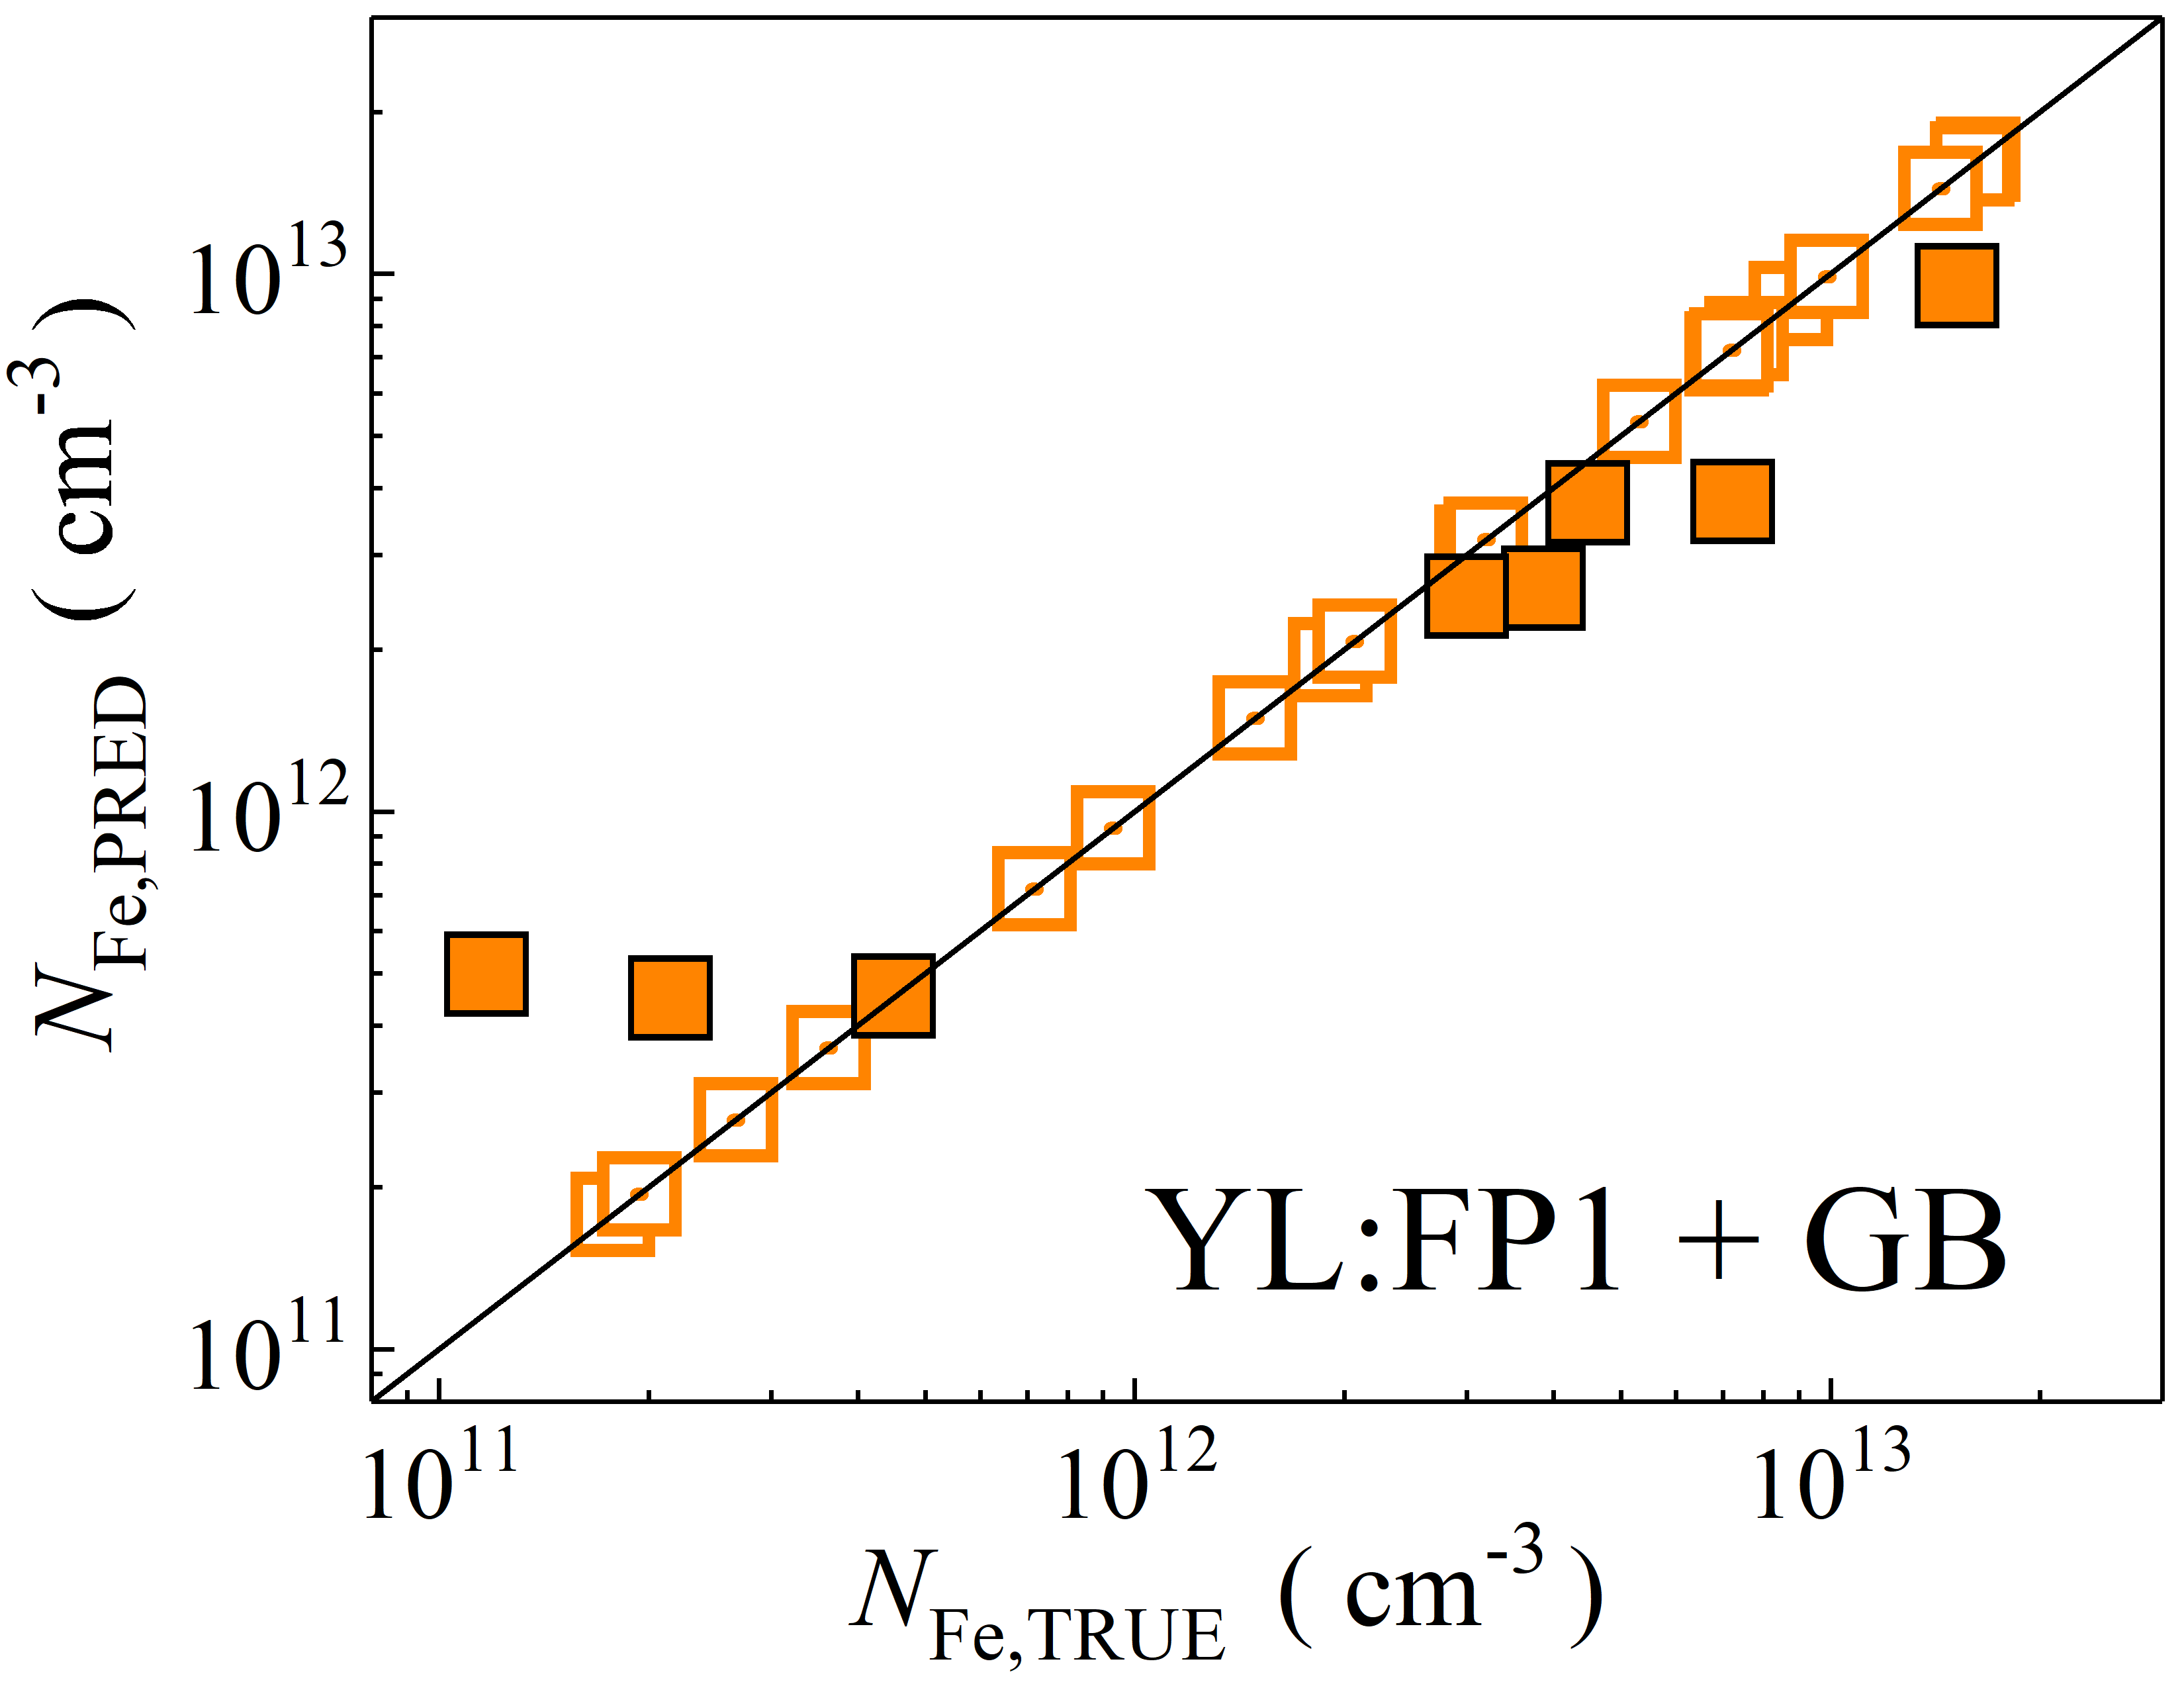 10^13
10^12
10^11
N_Fe,PRED ( cm^-3 )
YL:FP1 + GB
10^11 10^12 10^13
N_Fe,TRUE ( cm^-3 )